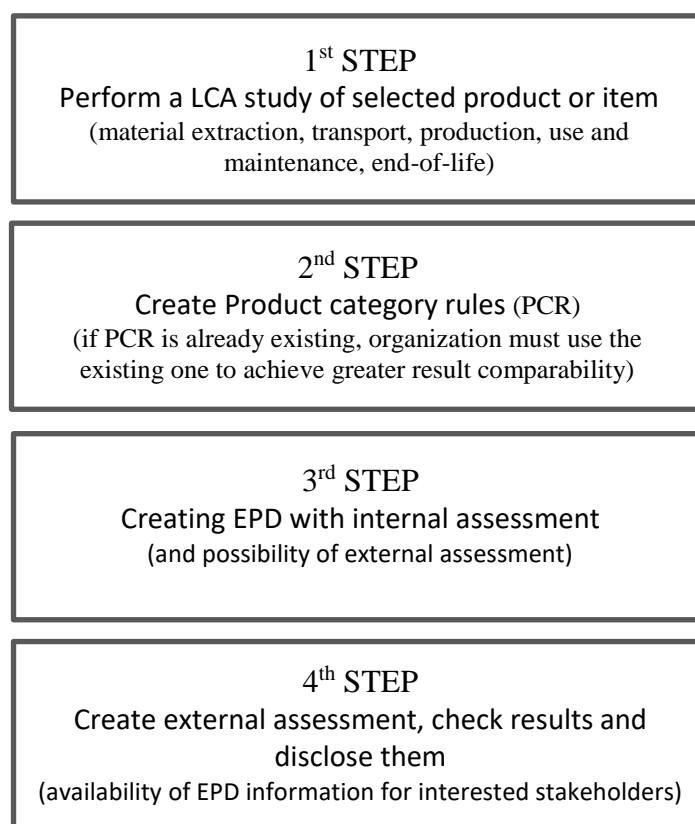 1st STEP
Perform a LCA study of selected product or item
(material extraction, transport, production, use and
maintenance, end-of-life)
2nd STEP
Create Product category rules (PCR)
(if PCR is already existing, organization must use the
existing one to achieve greater result comparability)
3rd STEP
Creating EPD with internal assessment
(and possibility of external assessment)
4th STEP
Create external assessment, check results and
disclose them
(availability of EPD information for interested stakeholders)